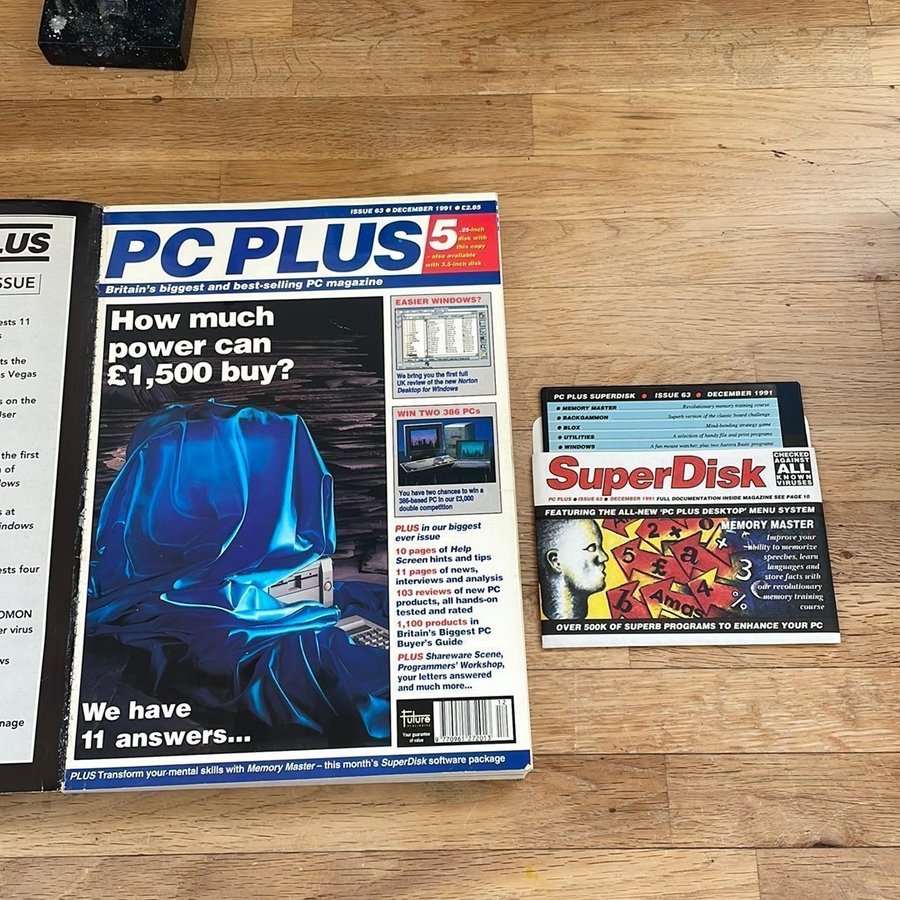 LUS
SSUE
ests 11
s
ts the
s Vegas
s on the
User
the first
n of
dows
s at
indows
ests four
OMON
er virus
ws
nage
ISSUE 63 ● DECEMBER 1991 ● £2.85
PC PLUS
5.25-inch
disk with
this copy
– also available
with 3.5-inch disk
Britain's biggest and best-selling PC magazine
How much
power can
£1,500 buy?
We have
11 answers...
EASIER WINDOWS?
We bring you the first full
UK review of the new Norton
Desktop for Windows
WIN TWO 386 PCs
You have two chances to win a
386-based PC in our £3,000
double competition
PLUS in our biggest
ever issue
10 pages of Help
Screen hints and tips
11 pages of news,
interviews and analysis
103 reviews of new PC
products, all hands-on
tested and rated
1,100 products in
Britain's Biggest PC
Buyer's Guide
PLUS Shareware Scene,
Programmers' Workshop,
your letters answered
and much more...
Future
PUBLISHING
Your guarantee
of value
12
9 770961 272013
PLUS Transform your mental skills with Memory Master – this month's SuperDisk software package
PC PLUS SUPERDISK ● ISSUE 63 ● DECEMBER 1991
● MEMORY MASTER Revolutionary memory training course
● BACKGAMMON Superb version of the classic board challenge
● BLOX Mind-bending strategy game
● UTILITIES A selection of handy file and print programs
● WINDOWS A fun mouse watcher, plus two Aurora Basic programs
SuperDisk
CHECKED
AGAINST
ALL
KNOWN
VIRUSES
PC PLUS ● ISSUE 63 ● DECEMBER 1991 FULL DOCUMENTATION INSIDE MAGAZINE SEE PAGE 10
FEATURING THE ALL-NEW 'PC PLUS DESKTOP' MENU SYSTEM
MEMORY MASTER
Improve your
ability to memorize
speeches, learn
languages and
store facts with
our revolutionary
memory training
course
OVER 500K OF SUPERB PROGRAMS TO ENHANCE YOUR PC